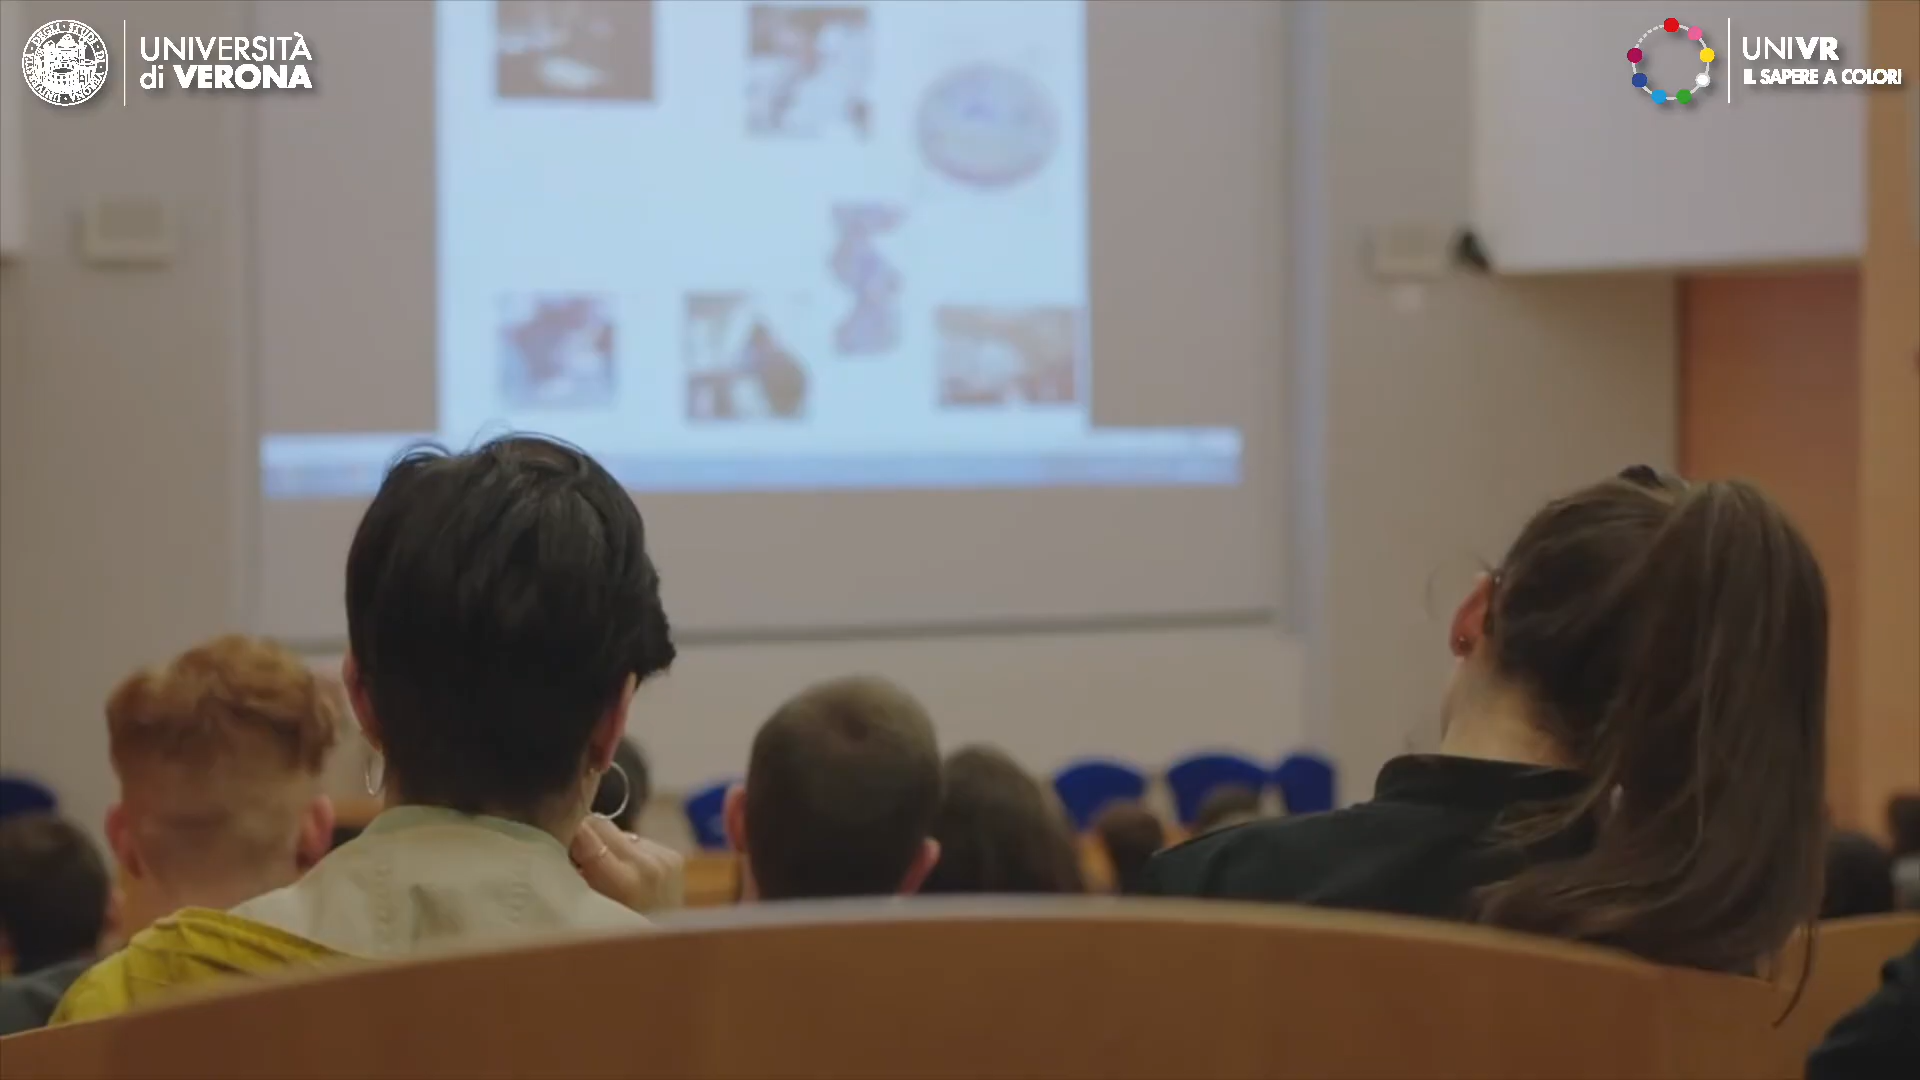 UNIVERSITÀ
di VERONA
UNIVR
IL SAPERE A COLORI